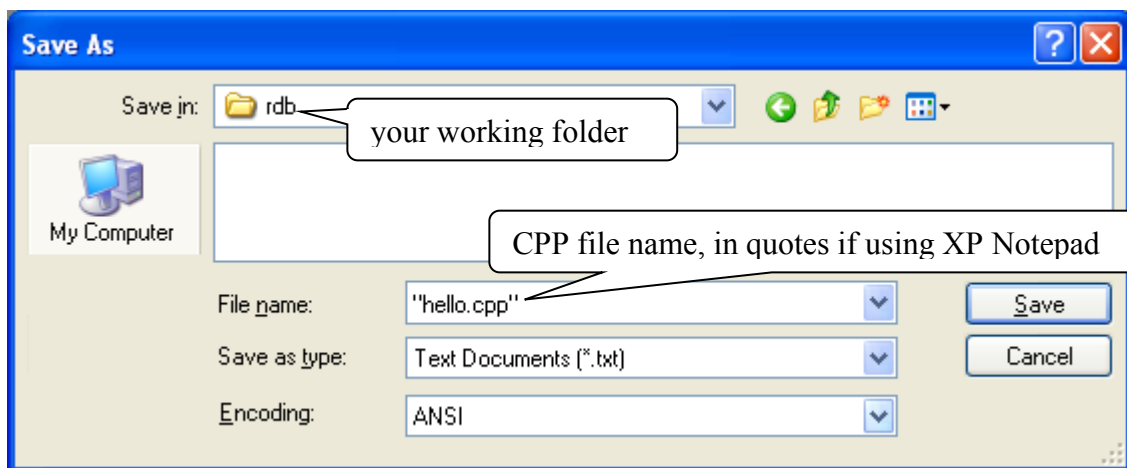 Save As
Save in: rdb
your working folder
My Computer
CPP file name, in quotes if using XP Notepad
File name: "hello.cpp" Save
Save as type: Text Documents (*.txt) Cancel
Encoding: ANSI